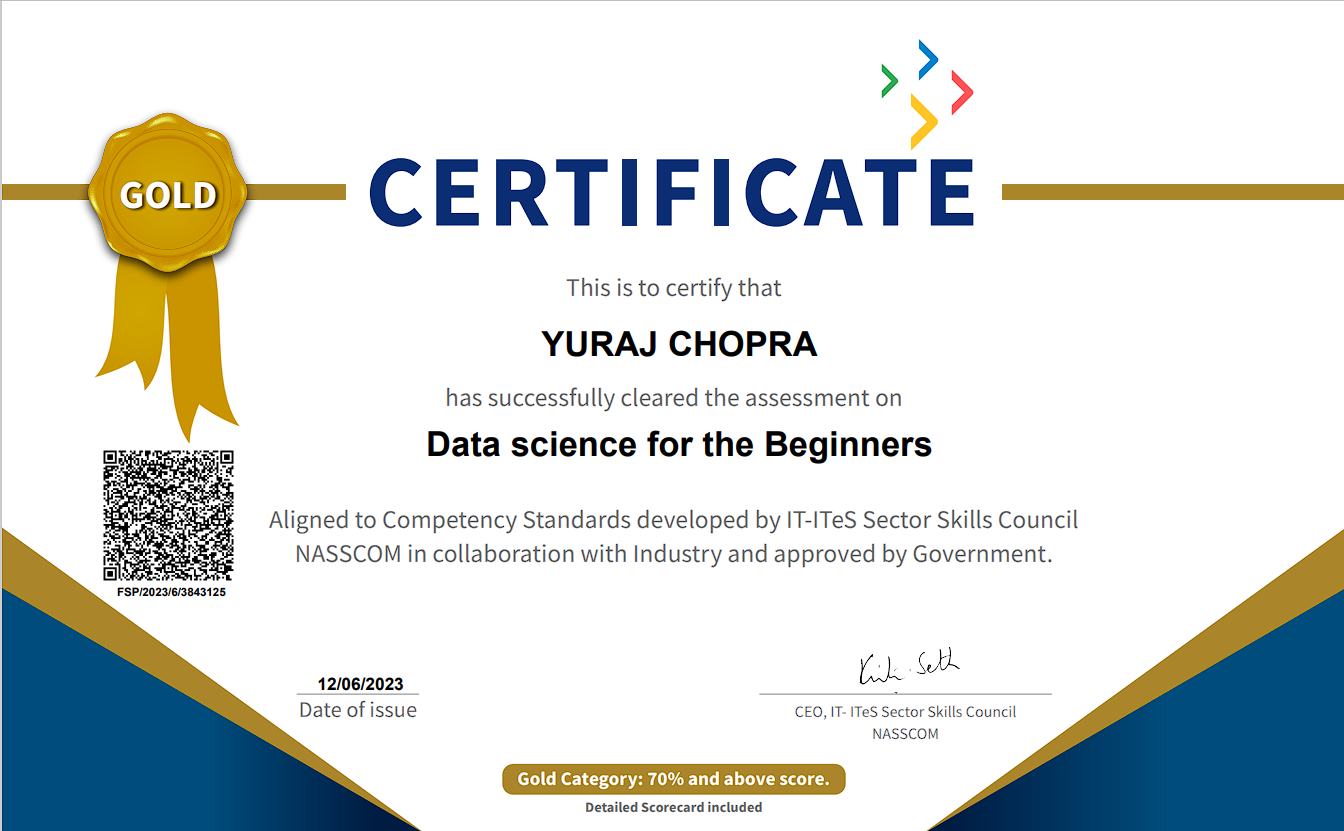 GOLD
CERTIFICATE
This is to certify that
YURAJ CHOPRA
has successfully cleared the assessment on
Data science for the Beginners
Aligned to Competency Standards developed by IT-ITeS Sector Skills Council
NASSCOM in collaboration with Industry and approved by Government.
FSP/2023/6/3843125
12/06/2023
Date of issue
CEO, IT- ITeS Sector Skills Council
NASSCOM
Gold Category: 70% and above score.
Detailed Scorecard included